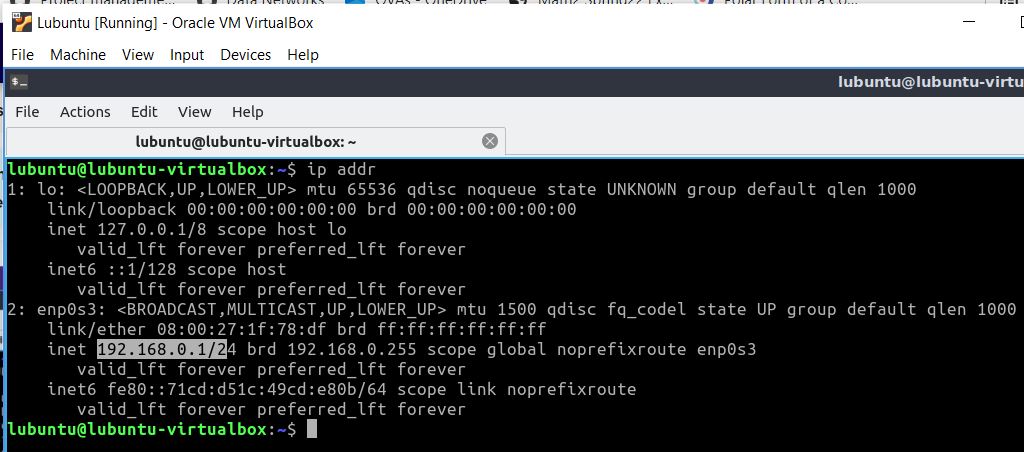 Lubuntu [Running] - Oracle VM VirtualBox
File Machine View Input Devices Help
lubuntu@lubuntu-virtu
File Actions Edit View Help
lubuntu@lubuntu-virtualbox: ~
lubuntu@lubuntu-virtualbox:~$ ip addr
1: lo: <LOOPBACK,UP,LOWER_UP> mtu 65536 qdisc noqueue state UNKNOWN group default qlen 1000
link/loopback 00:00:00:00:00:00 brd 00:00:00:00:00:00
inet 127.0.0.1/8 scope host lo
valid_lft forever preferred_lft forever
inet6 ::1/128 scope host
valid_lft forever preferred_lft forever
2: enp0s3: <BROADCAST,MULTICAST,UP,LOWER_UP> mtu 1500 qdisc fq_codel state UP group default qlen 1000
link/ether 08:00:27:1f:78:df brd ff:ff:ff:ff:ff:ff
inet 192.168.0.1/24 brd 192.168.0.255 scope global noprefixroute enp0s3
valid_lft forever preferred_lft forever
inet6 fe80::71cd:d51c:49cd:e80b/64 scope link noprefixroute
valid_lft forever preferred_lft forever
lubuntu@lubuntu-virtualbox:~$